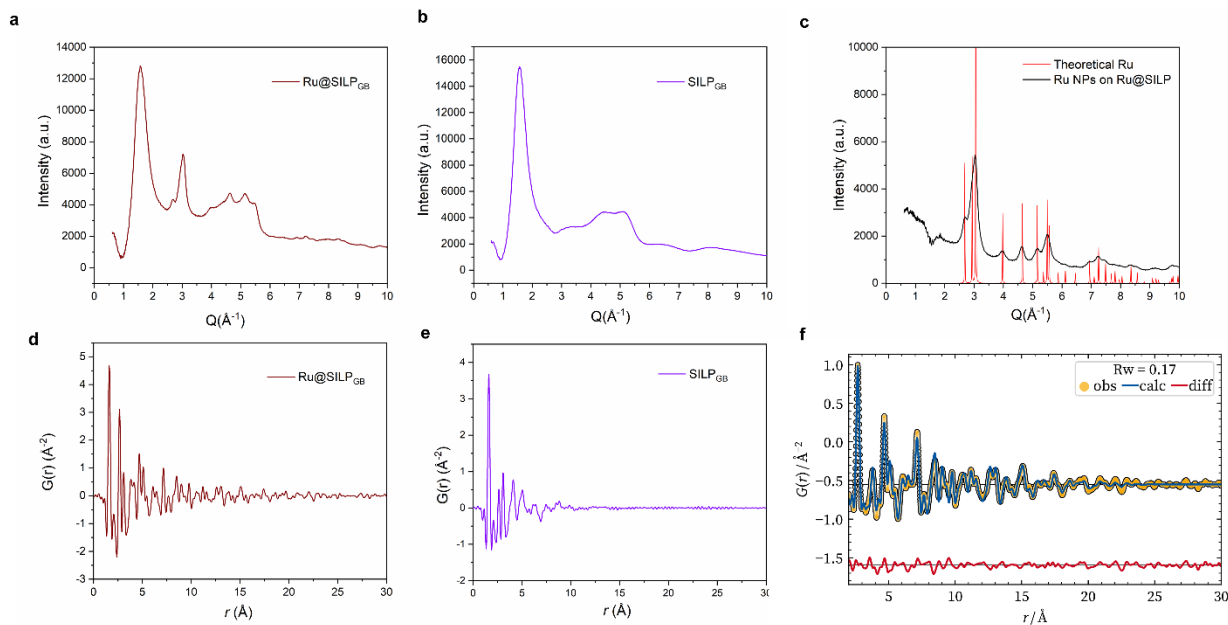 a
14000
12000
10000
8000
6000
4000
2000
0
0 1 2 3 4 5 6 7 8 9 10
Intensity (a.u.)
Q(Å⁻¹)
Ru@SILP_GB
b
16000
14000
12000
10000
8000
6000
4000
2000
0
0 1 2 3 4 5 6 7 8 9 10
Intensity (a.u.)
Q(Å⁻¹)
SILP_GB
c
10000
8000
6000
4000
2000
0
0 1 2 3 4 5 6 7 8 9 10
Intensity (a.u.)
Q(Å⁻¹)
Theoretical Ru
Ru NPs on Ru@SILP
d
5
4
3
2
1
0
-1
-2
-3
0 5 10 15 20 25 30
G(r) (Å⁻²)
r (Å)
Ru@SILP_GB
e
4
2
0
-1
2
0 5 10 15 20 25 30
G(r) (Å⁻²)
r (Å)
SILP_GB
f
1.0
0.5
0.0
−0.5
−1.0
−1.5
5 10 15 20 25 30
G(r)/Å⁻²
r/Å
Rw = 0.17
obs calc diff